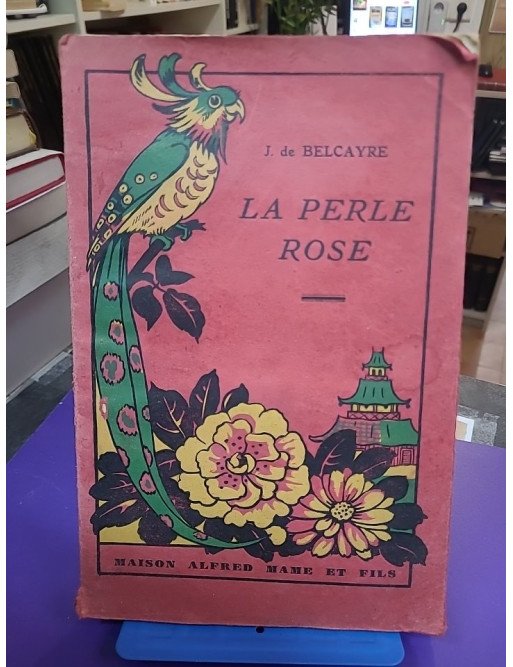 J. de BELCAYRE
LA PERLE
ROSE
MAISON ALFRED MAME ET FILS